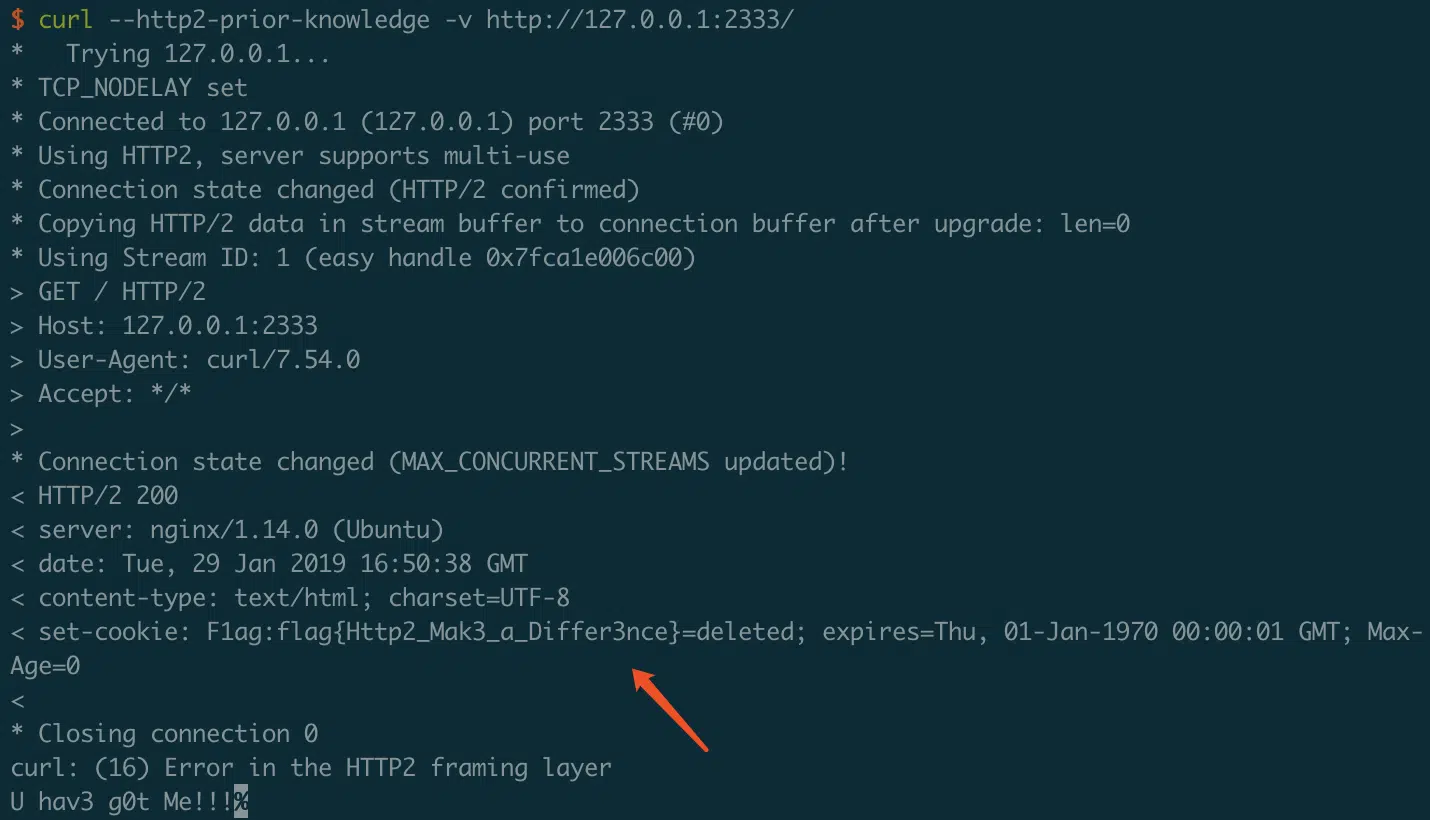 $ curl --http2-prior-knowledge -v http://127.0.0.1:2333/
*   Trying 127.0.0.1...
* TCP_NODELAY set
* Connected to 127.0.0.1 (127.0.0.1) port 2333 (#0)
* Using HTTP2, server supports multi-use
* Connection state changed (HTTP/2 confirmed)
* Copying HTTP/2 data in stream buffer to connection buffer after upgrade: len=0
* Using Stream ID: 1 (easy handle 0x7fca1e006c00)
> GET / HTTP/2
> Host: 127.0.0.1:2333
> User-Agent: curl/7.54.0
> Accept: */*
>
* Connection state changed (MAX_CONCURRENT_STREAMS updated)!
< HTTP/2 200
< server: nginx/1.14.0 (Ubuntu)
< date: Tue, 29 Jan 2019 16:50:38 GMT
< content-type: text/html; charset=UTF-8
< set-cookie: F1ag:flag{Http2_Mak3_a_Differ3nce}=deleted; expires=Thu, 01-Jan-1970 00:00:01 GMT; Max-
Age=0
<
* Closing connection 0
curl: (16) Error in the HTTP2 framing layer
U hav3 g0t Me!!!%